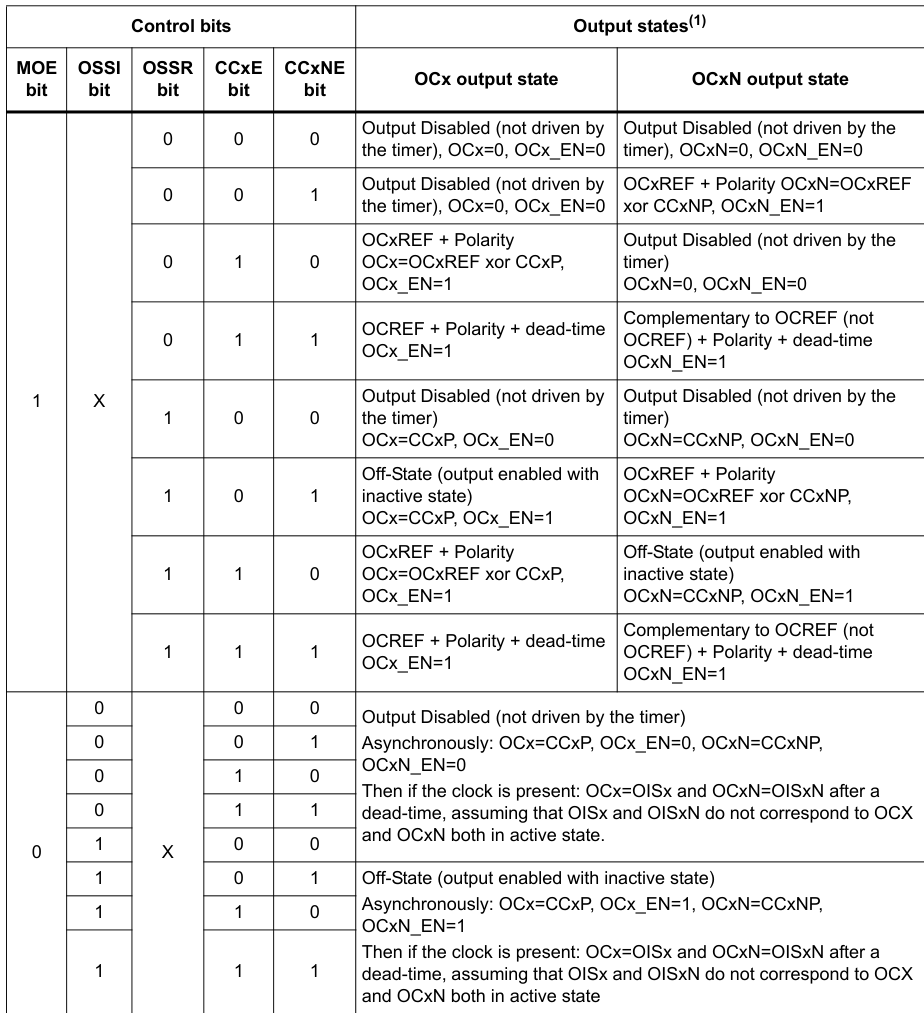 Control bits Output states(1)
MOE bit OSSI bit OSSR bit CCxE bit CCxNE bit OCx output state OCxN output state
1 X
0 0 0
Output Disabled (not driven by
the timer), OCx=0, OCx_EN=0
Output Disabled (not driven by the
timer), OCxN=0, OCxN_EN=0
0 0 1
Output Disabled (not driven by
the timer), OCx=0, OCx_EN=0
OCxREF + Polarity OCxN=OCxREF
xor CCxNP, OCxN_EN=1
0 1 0
OCxREF + Polarity
OCx=OCxREF xor CCxP,
OCx_EN=1
Output Disabled (not driven by the
timer)
OCxN=0, OCxN_EN=0
0 1 1
OCREF + Polarity + dead-time
OCx_EN=1
Complementary to OCREF (not
OCREF) + Polarity + dead-time
OCxN_EN=1
1 0 0
Output Disabled (not driven by
the timer)
OCx=CCxP, OCx_EN=0
Output Disabled (not driven by the
timer)
OCxN=CCxNP, OCxN_EN=0
1 0 1
Off-State (output enabled with
inactive state)
OCx=CCxP, OCx_EN=1
OCxREF + Polarity
OCxN=OCxREF xor CCxNP,
OCxN_EN=1
1 1 0
OCxREF + Polarity
OCx=OCxREF xor CCxP,
OCx_EN=1
Off-State (output enabled with
inactive state)
OCxN=CCxNP, OCxN_EN=1
1 1 1
OCREF + Polarity + dead-time
OCx_EN=1
Complementary to OCREF (not
OCREF) + Polarity + dead-time
OCxN_EN=1
0 X
0 0 0
0 0 1
0 1 0
0 1 1
1 0 0
Output Disabled (not driven by the timer)
Asynchronously: OCx=CCxP, OCx_EN=0, OCxN=CCxNP,
OCxN_EN=0
Then if the clock is present: OCx=OISx and OCxN=OISxN after a
dead-time, assuming that OISx and OISxN do not correspond to OCX
and OCxN both in active state.
1 0 1
1 1 0
1 1 1
Off-State (output enabled with inactive state)
Asynchronously: OCx=CCxP, OCx_EN=1, OCxN=CCxNP,
OCxN_EN=1
Then if the clock is present: OCx=OISx and OCxN=OISxN after a
dead-time, assuming that OISx and OISxN do not correspond to OCX
and OCxN both in active state